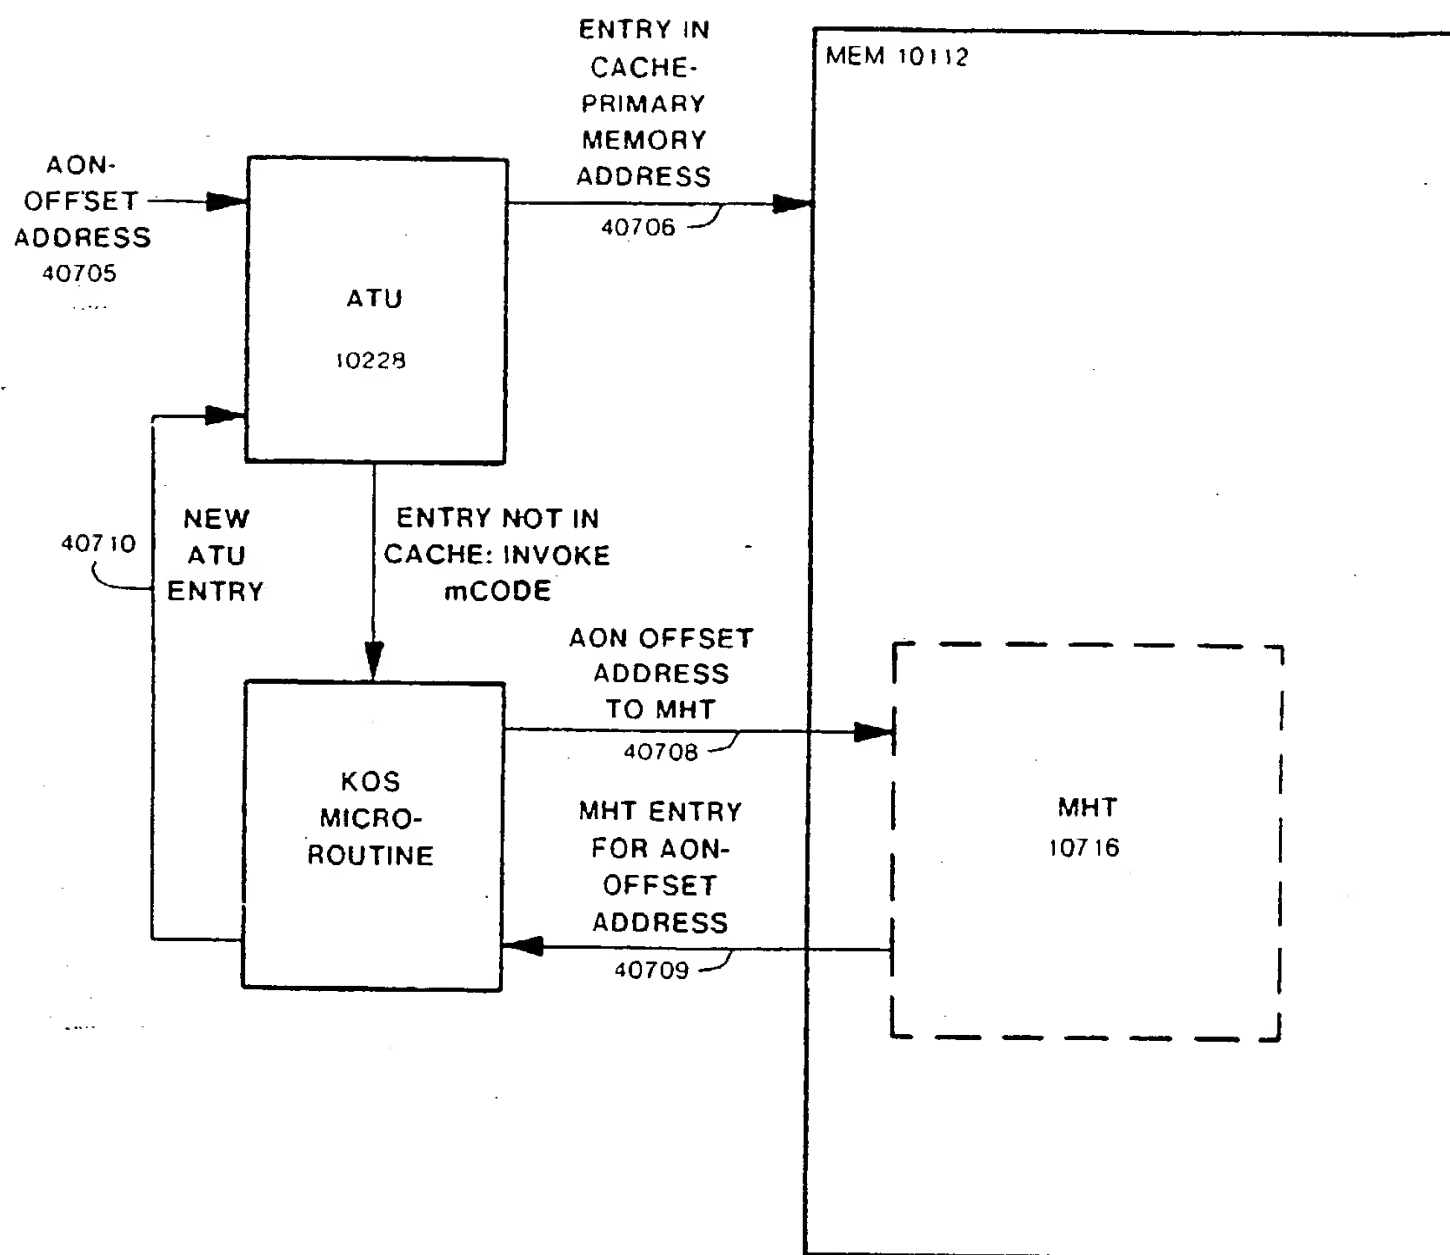 ENTRY IN
CACHE-
PRIMARY
MEMORY
ADDRESS
40706
MEM 10112
AON-
OFFSET
ADDRESS
40705
ATU
10228
40710
NEW
ATU
ENTRY
ENTRY NOT IN
CACHE: INVOKE
mCODE
AON OFFSET
ADDRESS
TO MHT
40708
KOS
MICRO-
ROUTINE
MHT ENTRY
FOR AON-
OFFSET
ADDRESS
40709
MHT
10716